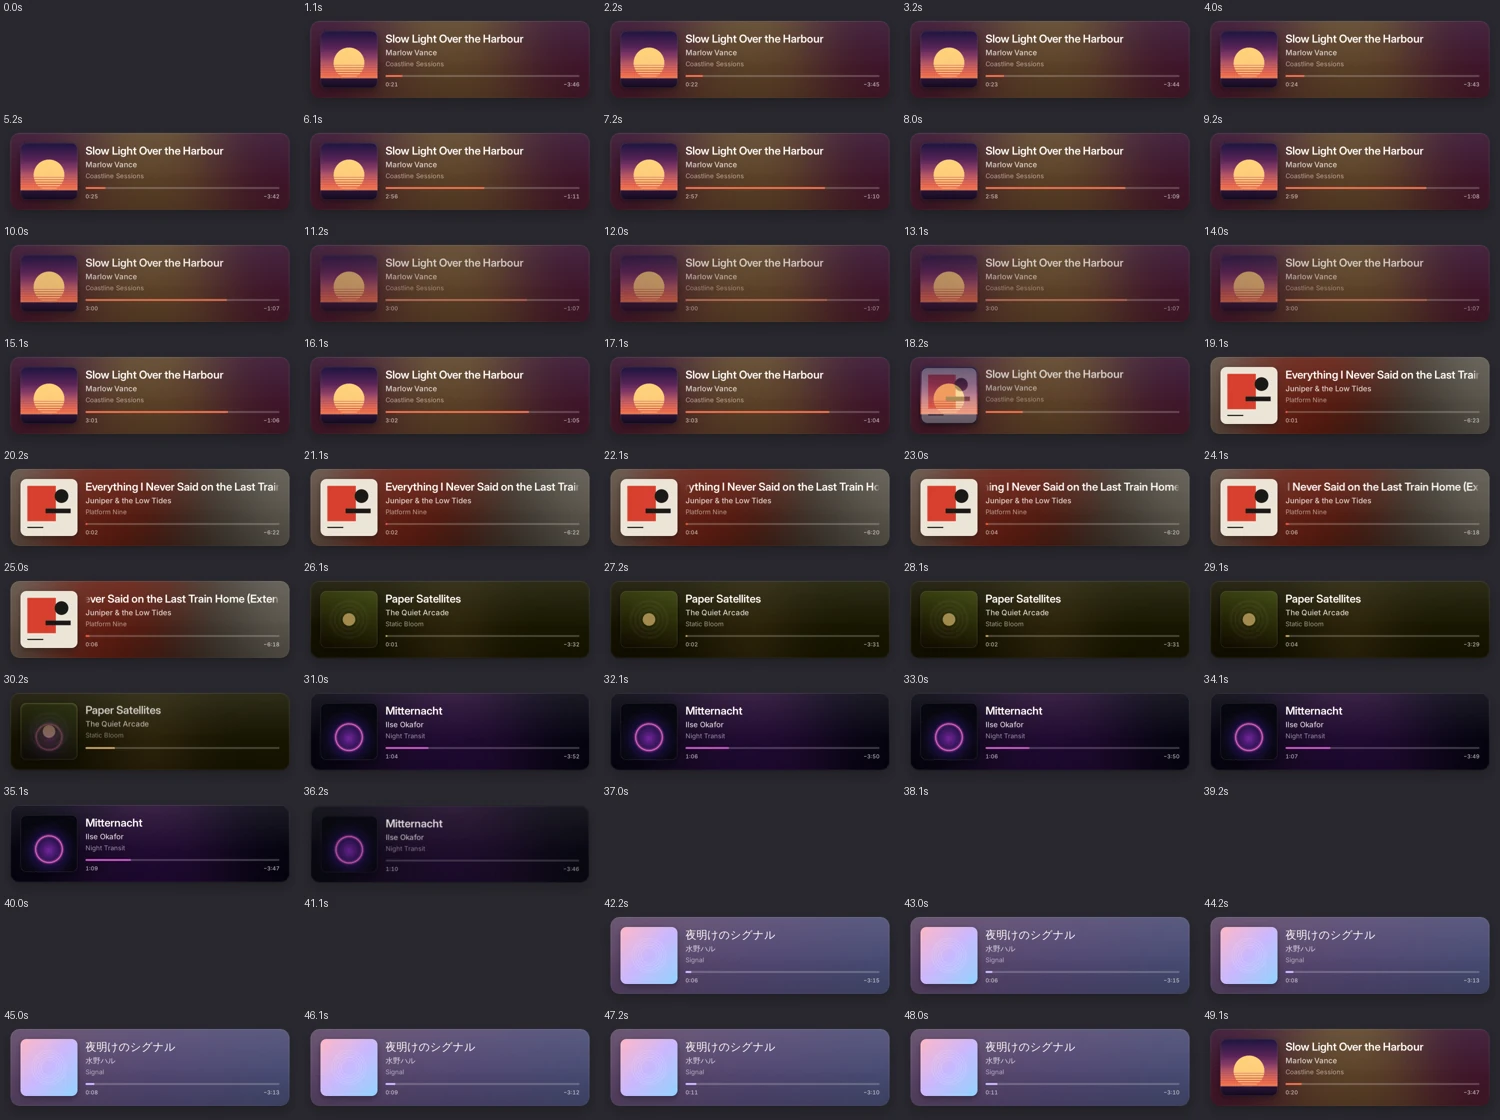 0.0s
1.1s
Slow Light Over the Harbour
Marlow Vance
Coastline Sessions
0:21 −3:46
2.2s
Slow Light Over the Harbour
Marlow Vance
Coastline Sessions
0:22 −3:45
3.2s
Slow Light Over the Harbour
Marlow Vance
Coastline Sessions
0:23 −3:44
4.0s
Slow Light Over the Harbour
Marlow Vance
Coastline Sessions
0:24 −3:43
5.2s
Slow Light Over the Harbour
Marlow Vance
Coastline Sessions
0:25 −3:42
6.1s
Slow Light Over the Harbour
Marlow Vance
Coastline Sessions
2:56 −1:11
7.2s
Slow Light Over the Harbour
Marlow Vance
Coastline Sessions
2:57 −1:10
8.0s
Slow Light Over the Harbour
Marlow Vance
Coastline Sessions
2:58 −1:09
9.2s
Slow Light Over the Harbour
Marlow Vance
Coastline Sessions
2:59 −1:08
10.0s
Slow Light Over the Harbour
Marlow Vance
Coastline Sessions
3:00 −1:07
11.2s
Slow Light Over the Harbour
Marlow Vance
Coastline Sessions
3:00 −1:07
12.0s
Slow Light Over the Harbour
Marlow Vance
Coastline Sessions
3:00 −1:07
13.1s
Slow Light Over the Harbour
Marlow Vance
Coastline Sessions
3:00 −1:07
14.0s
Slow Light Over the Harbour
Marlow Vance
Coastline Sessions
3:00 −1:07
15.1s
Slow Light Over the Harbour
Marlow Vance
Coastline Sessions
3:01 −1:06
16.1s
Slow Light Over the Harbour
Marlow Vance
Coastline Sessions
3:02 −1:05
17.1s
Slow Light Over the Harbour
Marlow Vance
Coastline Sessions
3:03 −1:04
18.2s
Slow Light Over the Harbour
Marlow Vance
Coastline Sessions
19.1s
Everything I Never Said on the Last Trai
Juniper & the Low Tides
Platform Nine
0:01 −6:23
20.2s
Everything I Never Said on the Last Trai
Juniper & the Low Tides
Platform Nine
0:02 −6:22
21.1s
Everything I Never Said on the Last Trai
Juniper & the Low Tides
Platform Nine
0:02 −6:22
22.1s
ything I Never Said on the Last Train Ho
Juniper & the Low Tides
Platform Nine
0:04 −6:20
23.0s
ing I Never Said on the Last Train Home
Juniper & the Low Tides
Platform Nine
0:04 −6:20
24.1s
I Never Said on the Last Train Home (Ex
Juniper & the Low Tides
Platform Nine
0:06 −6:18
25.0s
ver Said on the Last Train Home (Exten
Juniper & the Low Tides
Platform Nine
0:06 −6:18
26.1s
Paper Satellites
The Quiet Arcade
Static Bloom
0:01 −3:32
27.2s
Paper Satellites
The Quiet Arcade
Static Bloom
0:02 −3:31
28.1s
Paper Satellites
The Quiet Arcade
Static Bloom
0:02 −3:31
29.1s
Paper Satellites
The Quiet Arcade
Static Bloom
0:04 −3:29
30.2s
Paper Satellites
The Quiet Arcade
Static Bloom
31.0s
Mitternacht
Ilse Okafor
Night Transit
1:04 −3:52
32.1s
Mitternacht
Ilse Okafor
Night Transit
1:06 −3:50
33.0s
Mitternacht
Ilse Okafor
Night Transit
1:06 −3:50
34.1s
Mitternacht
Ilse Okafor
Night Transit
1:07 −3:49
35.1s
Mitternacht
Ilse Okafor
Night Transit
1:09 −3:47
36.2s
Mitternacht
Ilse Okafor
Night Transit
1:10 −3:46
37.0s
38.1s
39.2s
40.0s
41.1s
42.2s
夜明けのシグナル
水野ハル
Signal
0:06 −3:15
43.0s
夜明けのシグナル
水野ハル
Signal
0:06 −3:15
44.2s
夜明けのシグナル
水野ハル
Signal
0:08 −3:13
45.0s
夜明けのシグナル
水野ハル
Signal
0:08 −3:13
46.1s
夜明けのシグナル
水野ハル
Signal
0:09 −3:12
47.2s
夜明けのシグナル
水野ハル
Signal
0:11 −3:10
48.0s
夜明けのシグナル
水野ハル
Signal
0:11 −3:10
49.1s
Slow Light Over the Harbour
Marlow Vance
Coastline Sessions
0:20 −3:47